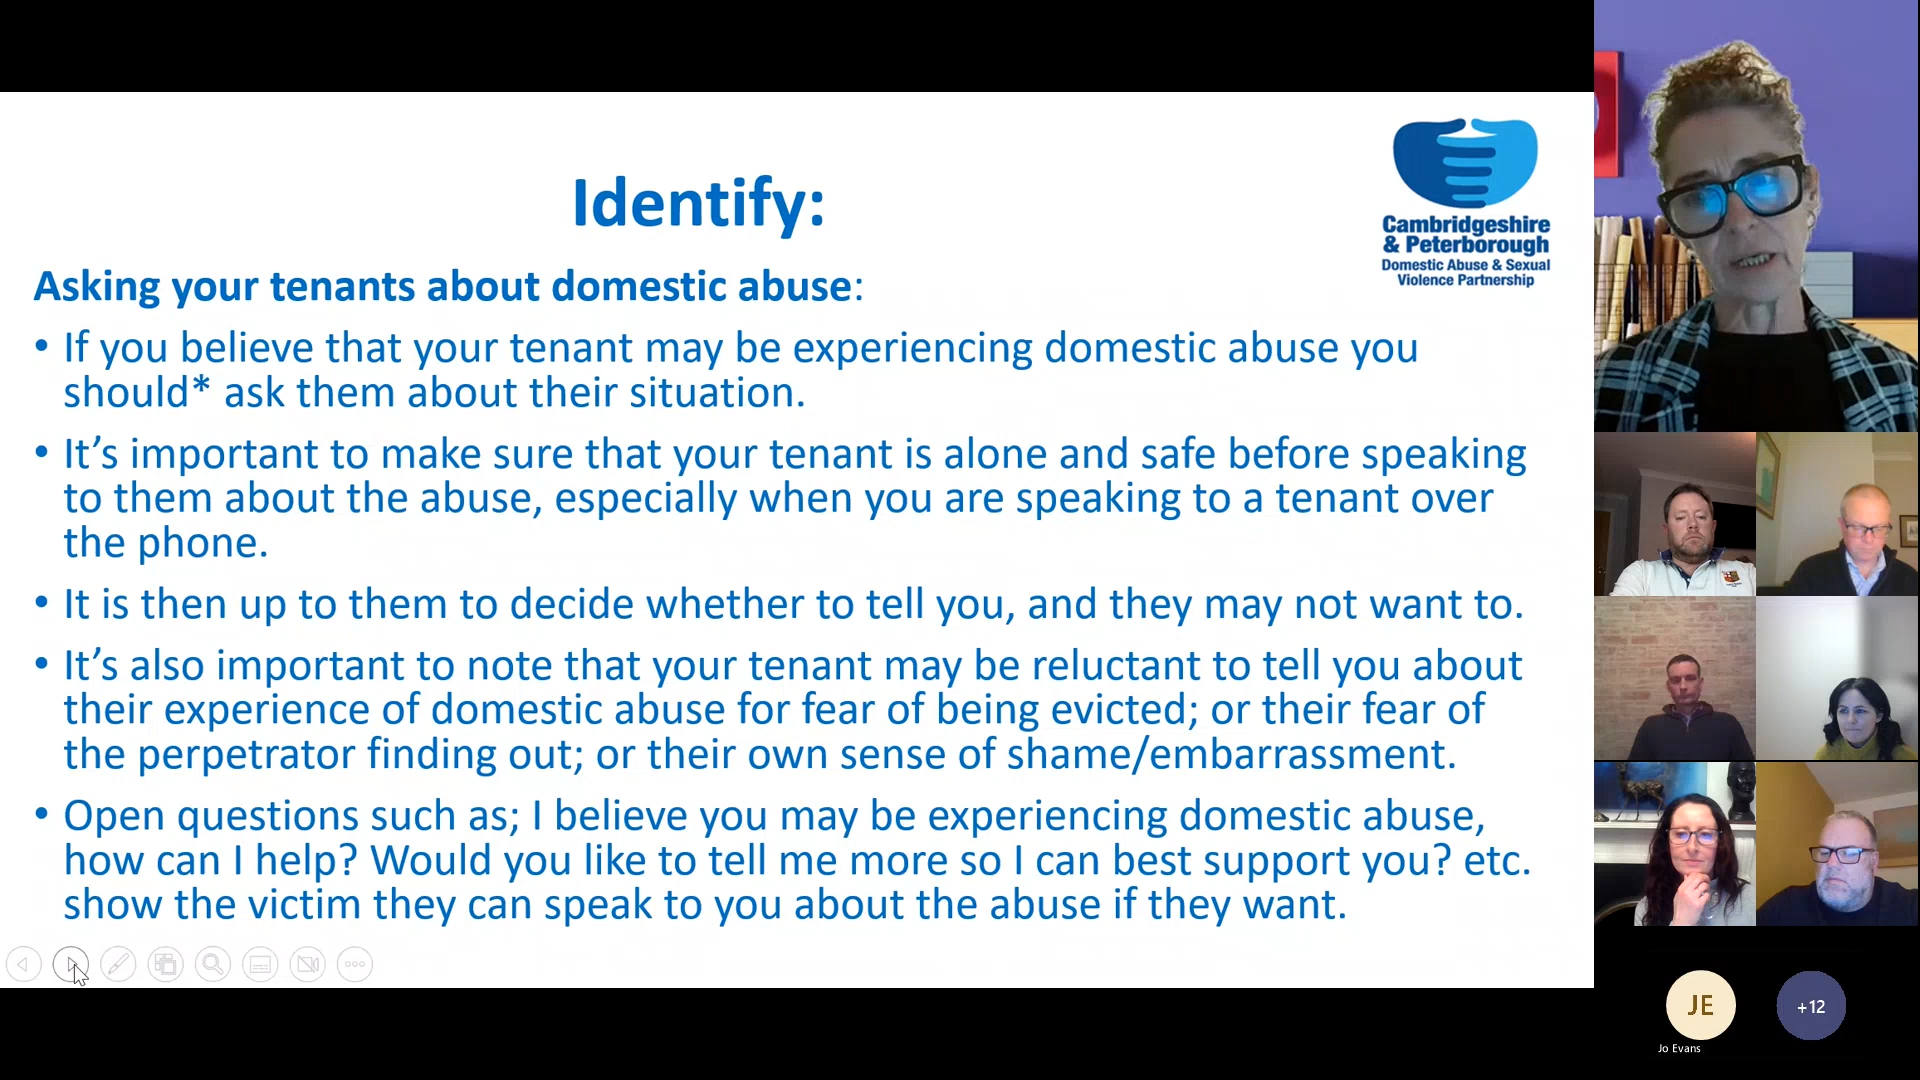 Identify:
Cambridgeshire
& Peterborough
Domestic Abuse & Sexual
Violence Partnership
Asking your tenants about domestic abuse:
• If you believe that your tenant may be experiencing domestic abuse you
should* ask them about their situation.
• It’s important to make sure that your tenant is alone and safe before speaking
to them about the abuse, especially when you are speaking to a tenant over
the phone.
• It is then up to them to decide whether to tell you, and they may not want to.
• It’s also important to note that your tenant may be reluctant to tell you about
their experience of domestic abuse for fear of being evicted; or their fear of
the perpetrator finding out; or their own sense of shame/embarrassment.
• Open questions such as; I believe you may be experiencing domestic abuse,
how can I help? Would you like to tell me more so I can best support you? etc.
show the victim they can speak to you about the abuse if they want.
JE
+12
Jo Evans